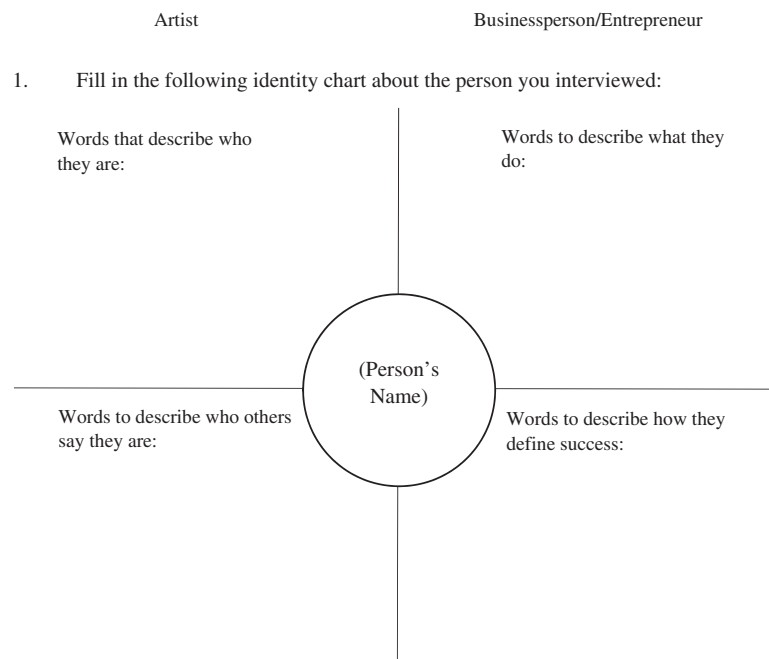 Artist Businessperson/Entrepreneur
1. Fill in the following identity chart about the person you interviewed:
Words that describe who
they are:
Words to describe what they
do:
(Person’s
Name)
Words to describe who others
say they are:
Words to describe how they
define success: